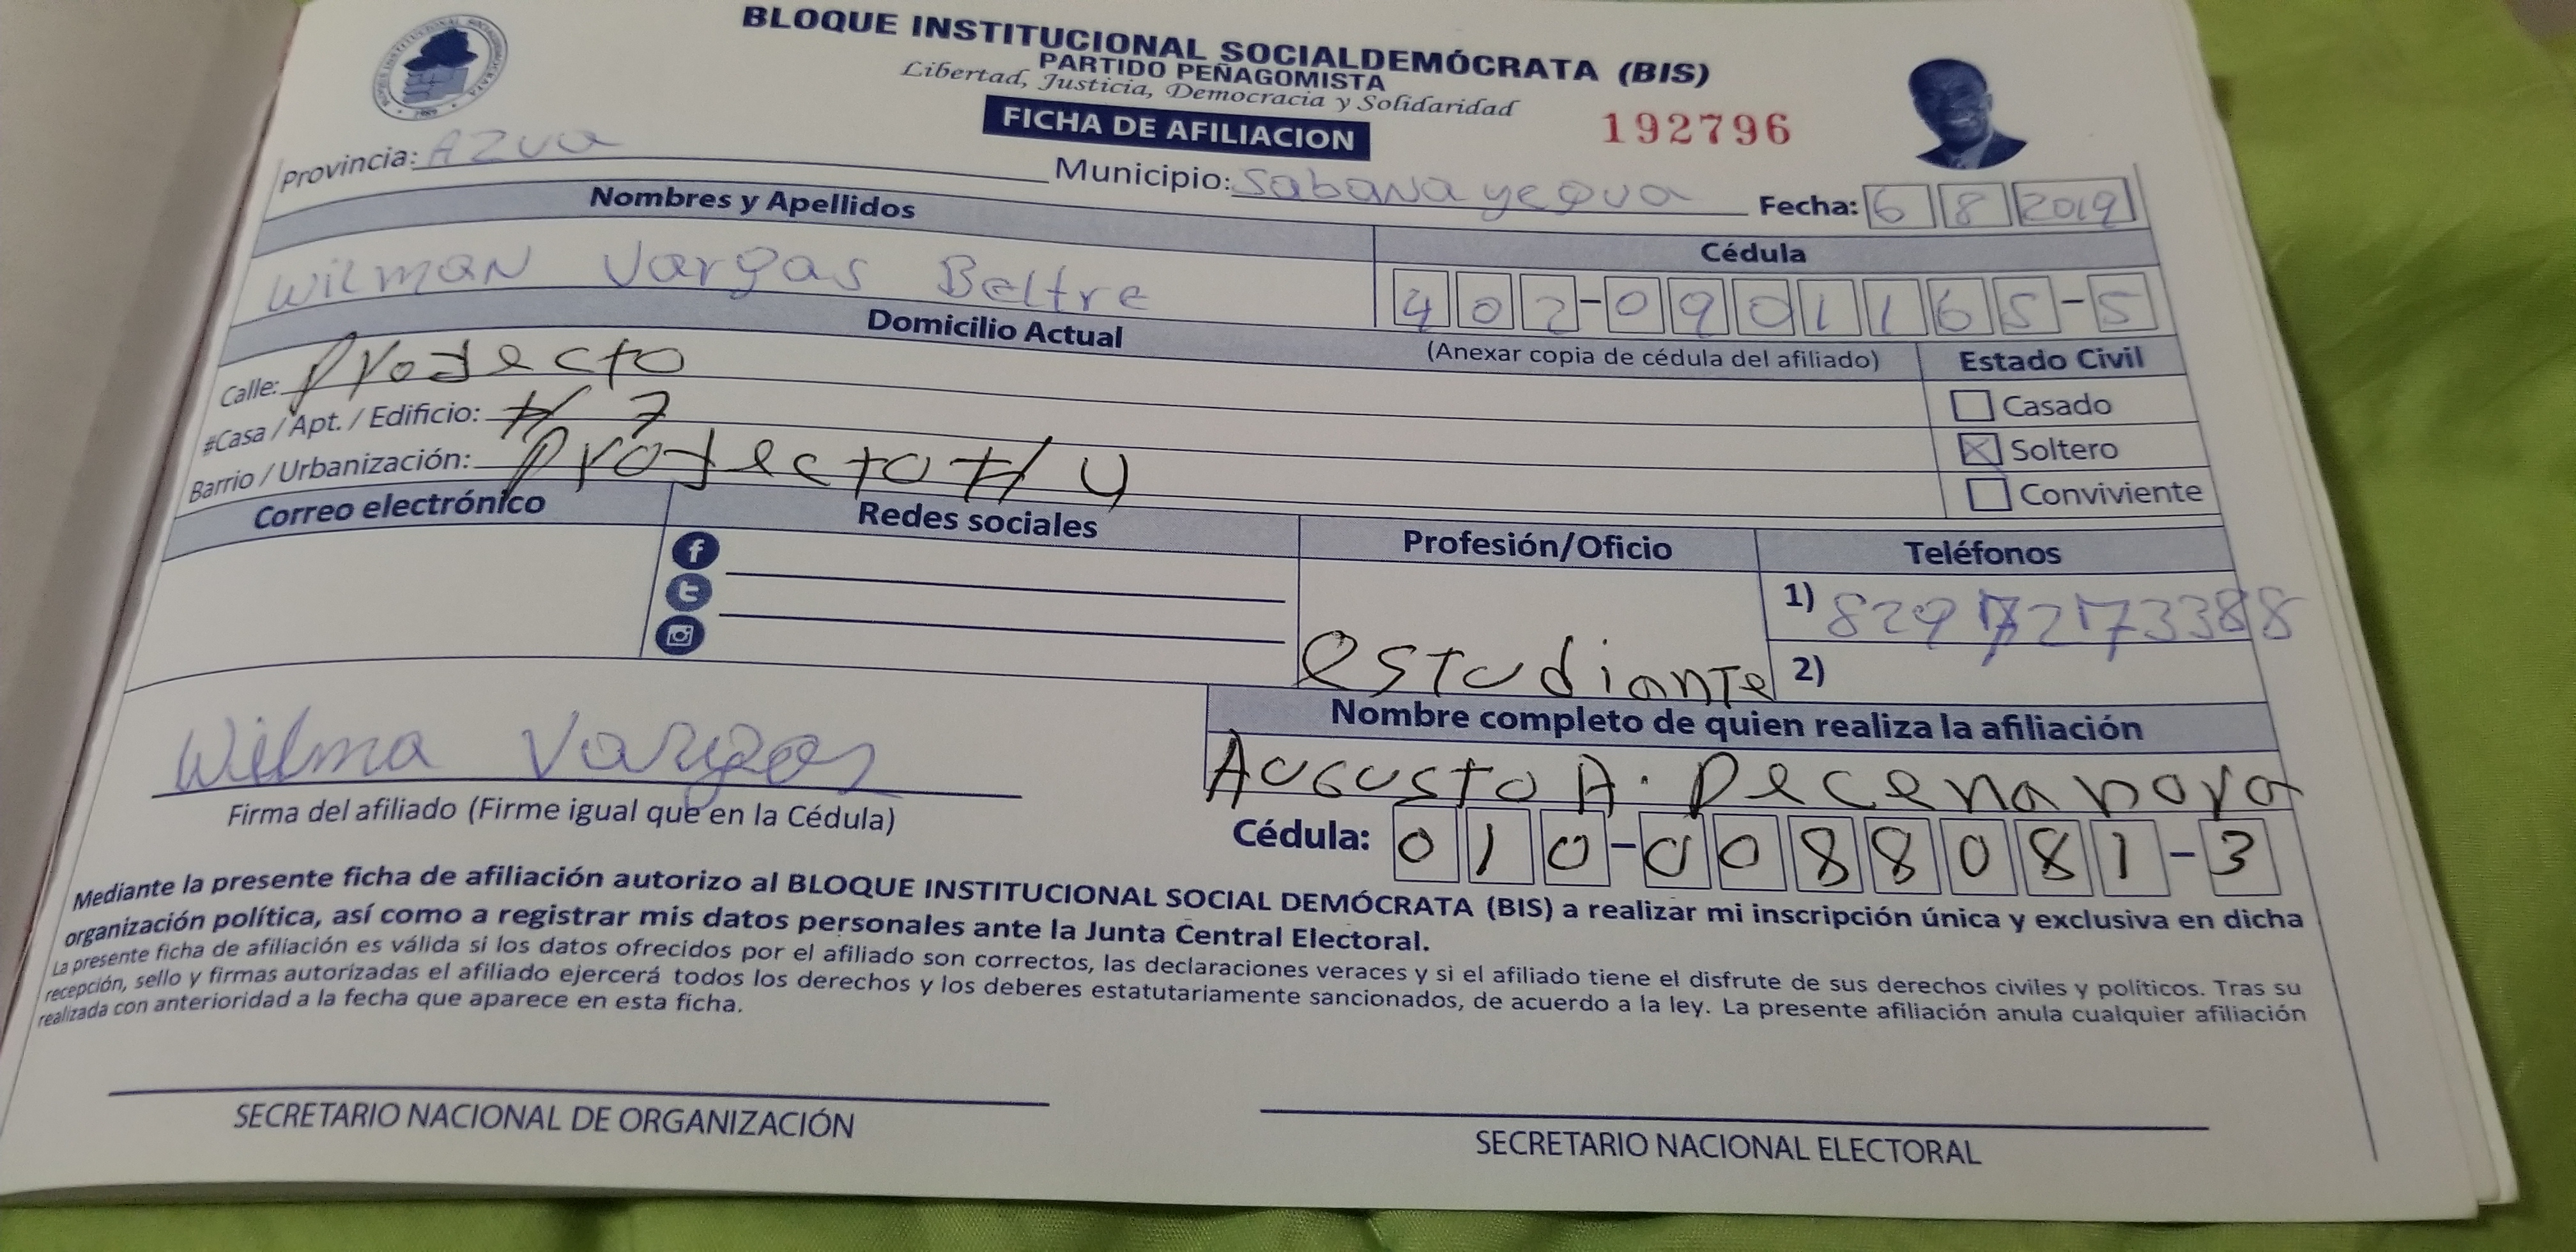 BLOQUE INSTITUCIONAL SOCIALDEMÓCRATA (BIS)
PARTIDO PEÑAGOMISTA
Libertad, Justicia, Democracia y Solidaridad
FICHA DE AFILIACION
192796
Provincia: AZUA Municipio: Sabana yegua Fecha: 6 8 2019
Nombres y Apellidos
Cédula
Wilman Vargas Beltre
402-0901165-5
Domicilio Actual
(Anexar copia de cédula del afiliado)
Estado Civil
Calle: Proyecto
Casado
#Casa / Apt. / Edificio: # 7
Soltero
Barrio / Urbanización: Proyecto # 4
Conviviente
Correo electrónico Redes sociales Profesión/Oficio Teléfonos
1)
estudiante
2)
Nombre completo de quien realiza la afiliación
Wilma Vargas
Augusto A. Decena
Firma del afiliado (Firme igual que en la Cédula)
Cédula: 010-0088081-3
Mediante la presente ficha de afiliación autorizo al BLOQUE INSTITUCIONAL SOCIAL DEMÓCRATA (BIS) a realizar mi inscripción única y exclusiva en dicha
organización política, así como a registrar mis datos personales ante la Junta Central Electoral.
La presente ficha de afiliación es válida si los datos ofrecidos por el afiliado son correctos, las declaraciones veraces y si el afiliado tiene el disfrute de sus derechos civiles y políticos. Tras su
recepción, sello y firmas autorizadas el afiliado ejercerá todos los derechos y los deberes estatutariamente sancionados, de acuerdo a la ley. La presente afiliación anula cualquier afiliación
realizada con anterioridad a la fecha que aparece en esta ficha.
SECRETARIO NACIONAL DE ORGANIZACIÓN
SECRETARIO NACIONAL ELECTORAL